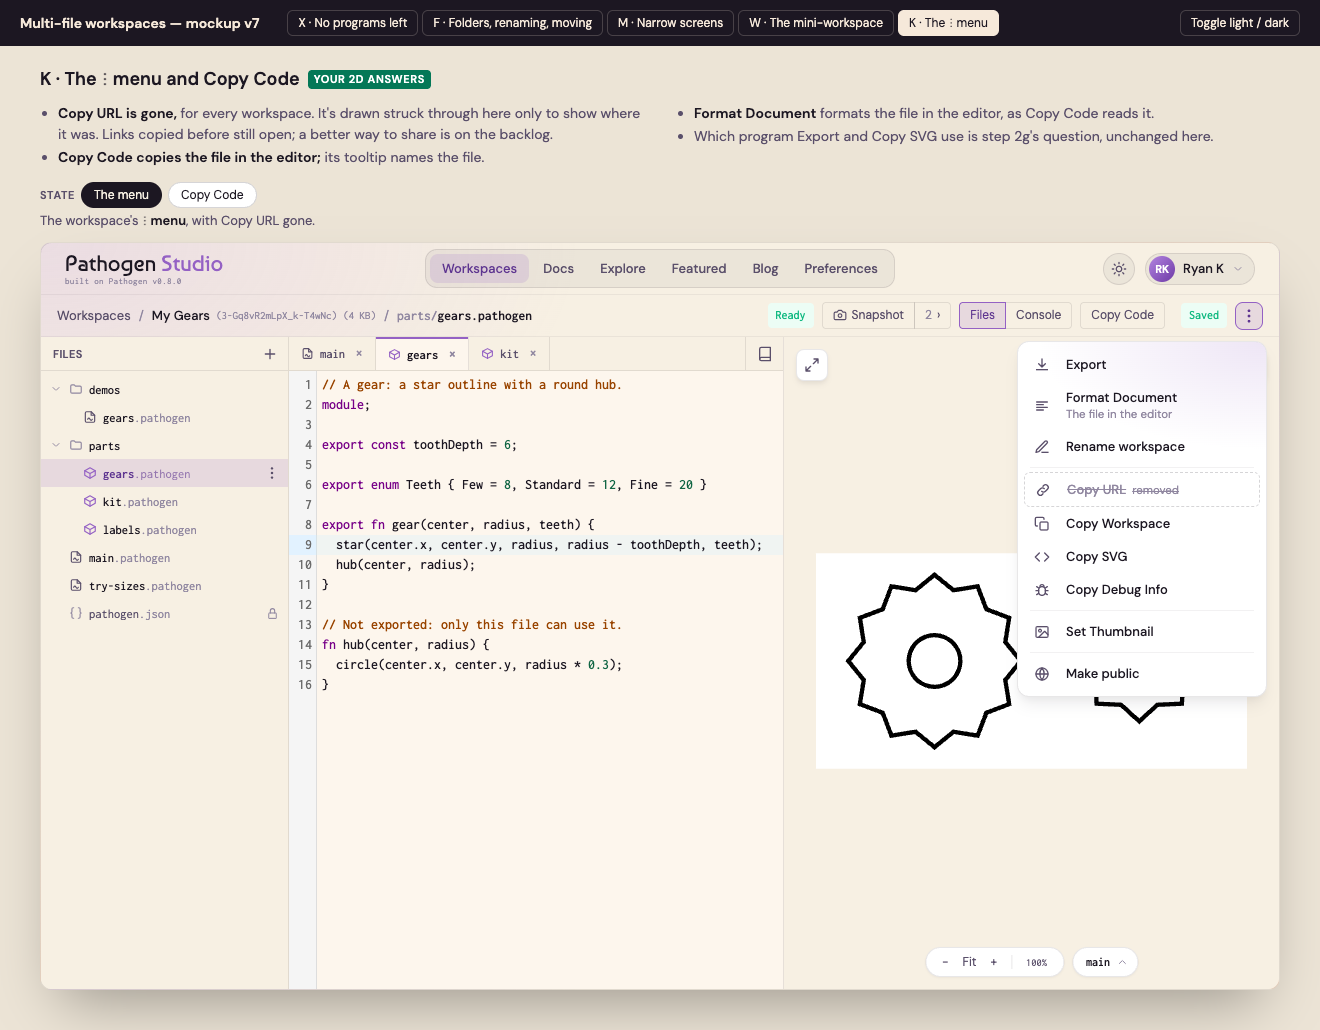 Multi-file workspaces — mockup v7
X · No programs left
F · Folders, renaming, moving
M · Narrow screens
W · The mini-workspace
K · The ⋮ menu
Toggle light / dark
K · The ⋮ menu and Copy Code
YOUR 2D ANSWERS
• Copy URL is gone, for every workspace. It's drawn struck through here only to show where
it was. Links copied before still open; a better way to share is on the backlog.
• Copy Code copies the file in the editor; its tooltip names the file.
• Format Document formats the file in the editor, as Copy Code reads it.
• Which program Export and Copy SVG use is step 2g's question, unchanged here.
STATE
The menu
Copy Code
The workspace's ⋮ menu, with Copy URL gone.
Pathogen Studio
built on Pathogen v0.8.0
Workspaces
Docs
Explore
Featured
Blog
Preferences
RK
Ryan K
Workspaces / My Gears (3-Gq8vR2mLpX_k-T4wNc) (4 KB) / parts/gears.pathogen
Ready
Snapshot
2 ›
Files
Console
Copy Code
Saved
FILES
+
demos
gears.pathogen
parts
gears.pathogen
kit.pathogen
labels.pathogen
main.pathogen
try-sizes.pathogen
{} pathogen.json
main ×
gears ×
kit ×
1 // A gear: a star outline with a round hub.
2 module;
3
4 export const toothDepth = 6;
5
6 export enum Teeth { Few = 8, Standard = 12, Fine = 20 }
7
8 export fn gear(center, radius, teeth) {
9 star(center.x, center.y, radius, radius - toothDepth, teeth);
10 hub(center, radius);
11 }
12
13 // Not exported: only this file can use it.
14 fn hub(center, radius) {
15 circle(center.x, center.y, radius * 0.3);
16 }
Export
Format Document
The file in the editor
Rename workspace
Copy URL removed
Copy Workspace
Copy SVG
Copy Debug Info
Set Thumbnail
Make public
− Fit + 100%
main